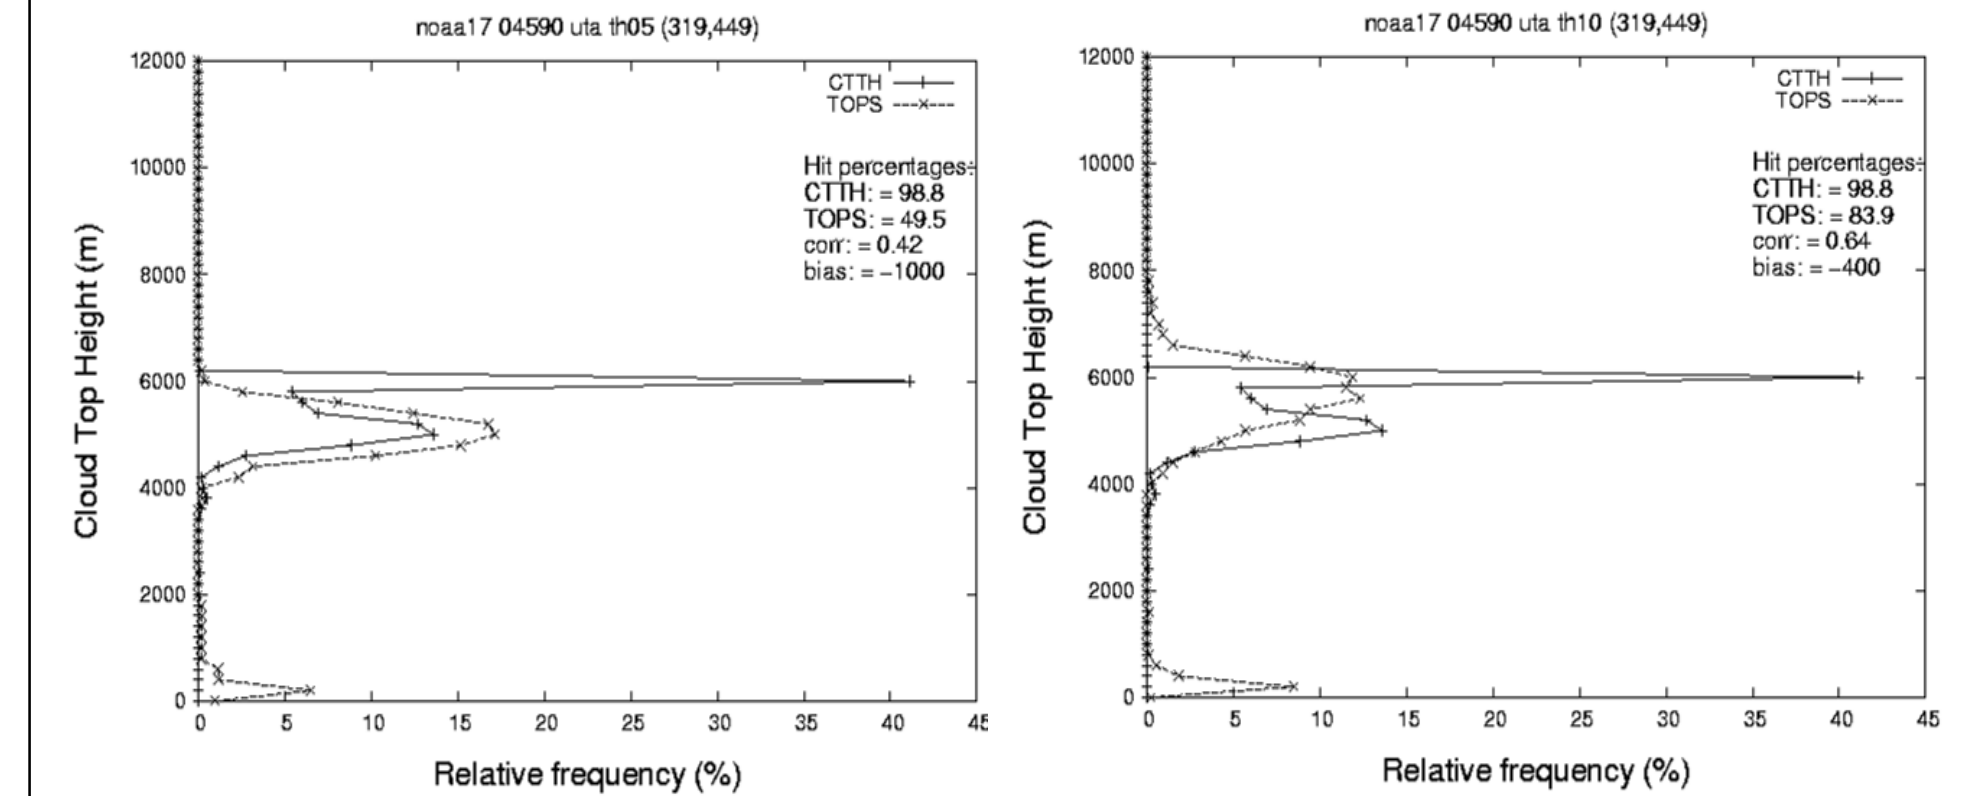 noaa17 04590 uta th05 (319,449)
12000
10000
8000
6000
4000
2000
0
Cloud Top Height (m)
CTTH
TOPS
Hit percentages:
CTTH: = 98.8
TOPS: = 49.5
corr: = 0.42
bias: = −1000
0 5 10 15 20 25 30 35 40 45
Relative frequency (%)
noaa17 04590 uta th10 (319,449)
12000
10000
8000
6000
4000
2000
0
Cloud Top Height (m)
CTTH
TOPS
Hit percentages:
CTTH: = 98.8
TOPS: = 83.9
corr: = 0.64
bias: = −400
0 5 10 15 20 25 30 35 40 45
Relative frequency (%)